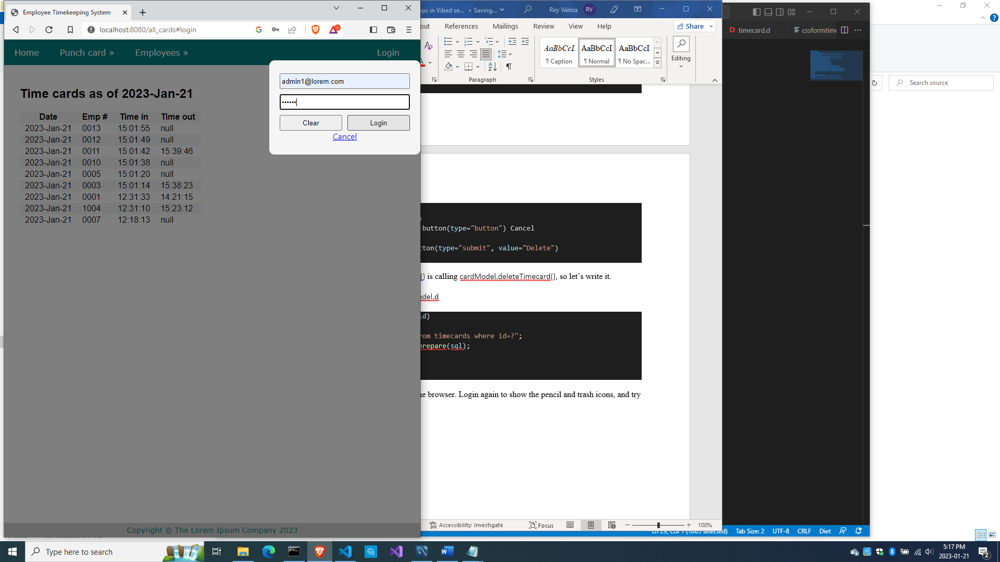 Employee Timekeeping System
localhost:8080/all_cards#login
1
Home
Punch card »
Employees »
Login
admin1@lorem.com
••••••
Clear
Login
Cancel
Time cards as of 2023-Jan-21
Date Emp # Time in Time out
2023-Jan-21 0013 15:01:55 null
2023-Jan-21 0012 15:01:49 null
2023-Jan-21 0011 15:01:42 15:39:46
2023-Jan-21 0010 15:01:38 null
2023-Jan-21 0005 15:01:20 null
2023-Jan-21 0003 15:01:14 15:38:23
2023-Jan-21 0001 12:31:33 14:21:15
2023-Jan-21 1004 12:31:10 15:23:12
2023-Jan-21 0007 12:18:13 null
Copyright © The Lorem Ipsum Company 2023
ops in Vibed se... • Saving...
Rey Valeza RV
out References Mailings Review View Help
Share
AaBbCcI AaBbCcI AaBbCcI
¶ Caption ¶ Normal ¶ No Spac...
Editing
Paragraph
Styles
-button(type="button") Cancel
tton(type="submit", value="Delete")
() is calling cardModel.deleteTimecard(), so let's write it.
odel.d
id)
rom timecards where id=?";
prepare(sql);
he browser. Login again to show the pencil and trash icons, and try
Accessibility: Investigate
Focus
100%
timecard.d
cssformtime
Search source
Ln 29, Col 1 (1005 selected)
Tab Size: 2
UTF-8
CRLF
Diet
Type here to search
5:17 PM
2023-01-21
2